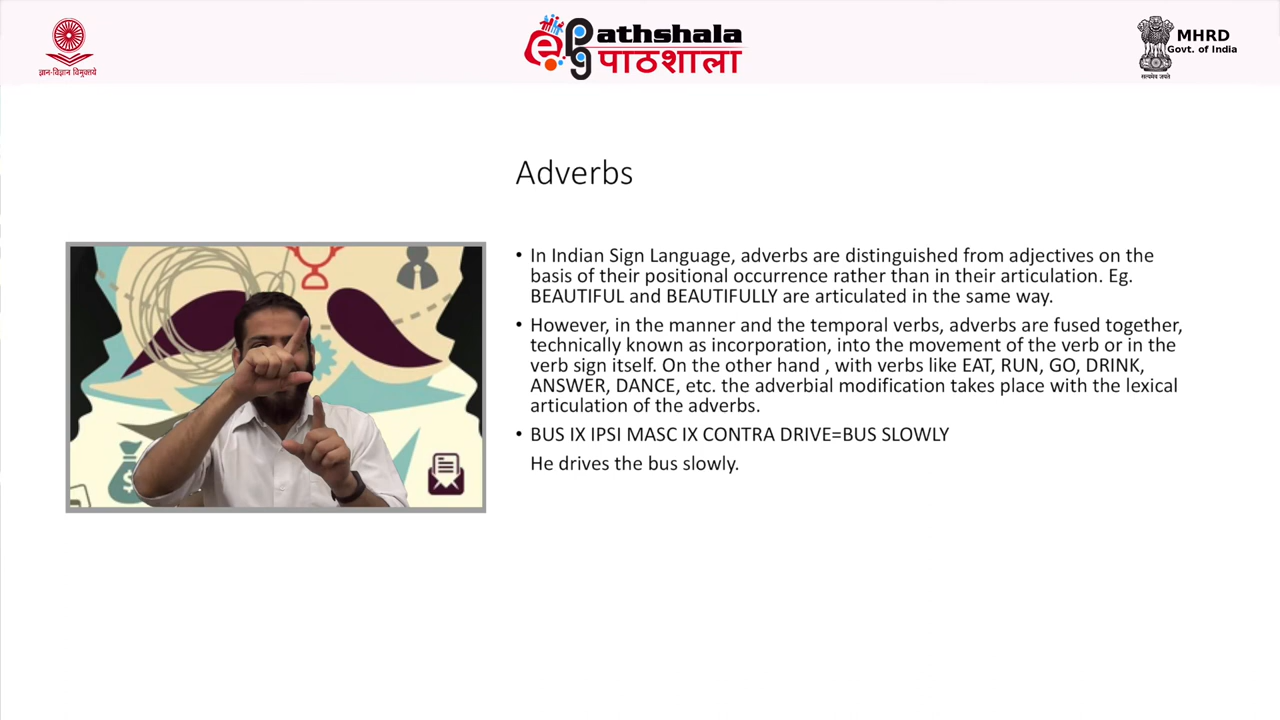 ज्ञान-विज्ञान विमुक्तये
ePathshala
पाठशाला
MHRD
Govt. of India
सत्यमेव जयते
Adverbs
• In Indian Sign Language, adverbs are distinguished from adjectives on the
basis of their positional occurrence rather than in their articulation. Eg.
BEAUTIFUL and BEAUTIFULLY are articulated in the same way.
• However, in the manner and the temporal verbs, adverbs are fused together,
technically known as incorporation, into the movement of the verb or in the
verb sign itself. On the other hand , with verbs like EAT, RUN, GO, DRINK,
ANSWER, DANCE, etc. the adverbial modification takes place with the lexical
articulation of the adverbs.
• BUS IX IPSI MASC IX CONTRA DRIVE=BUS SLOWLY
He drives the bus slowly.